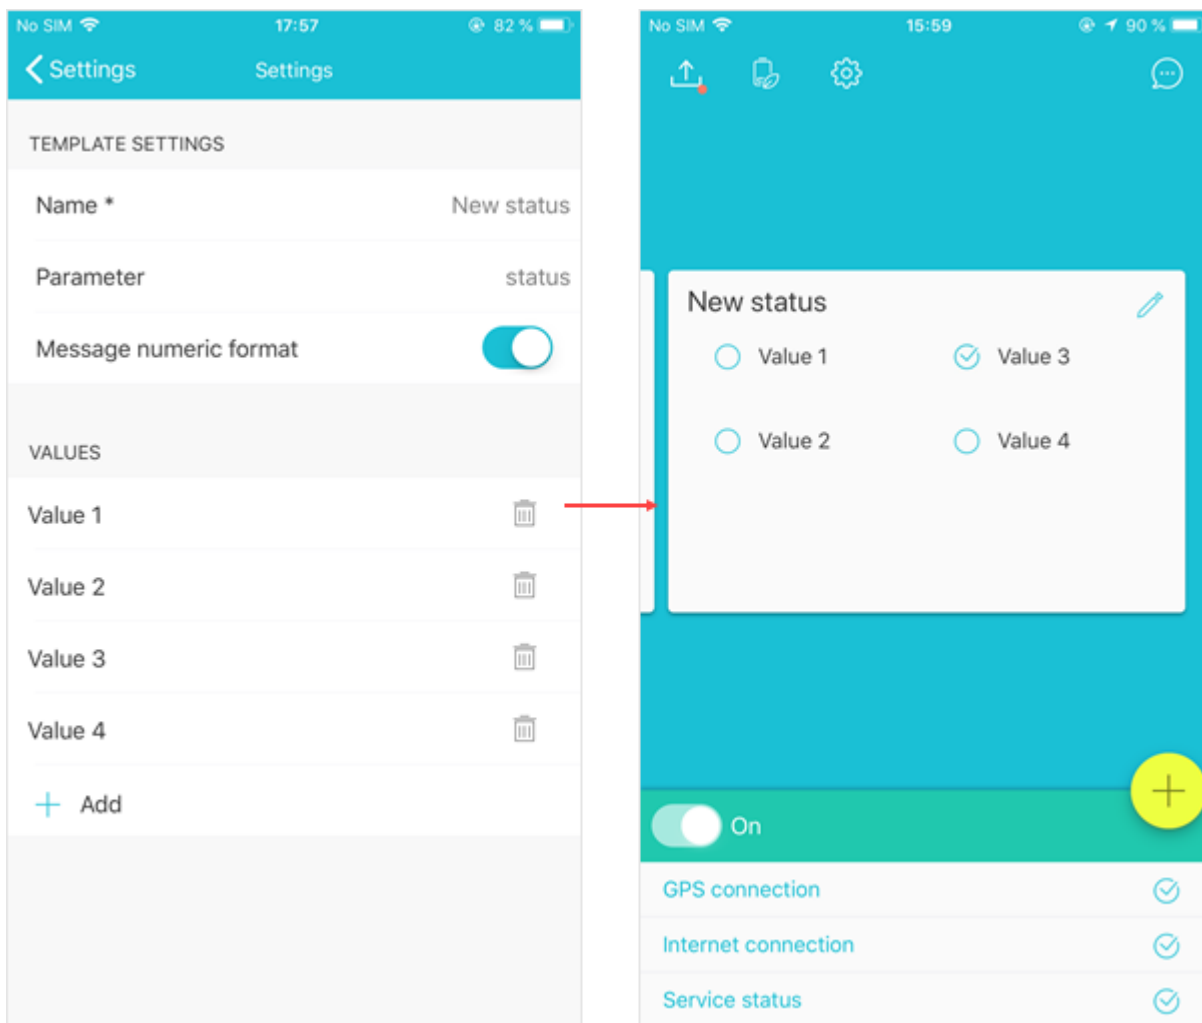 No SIM 17:57 82 %
Settings Settings
TEMPLATE SETTINGS
Name * New status
Parameter status
Message numeric format
VALUES
Value 1
Value 2
Value 3
Value 4
+ Add
No SIM 15:59 90 %
New status
Value 1 Value 3
Value 2 Value 4
On
GPS connection
Internet connection
Service status